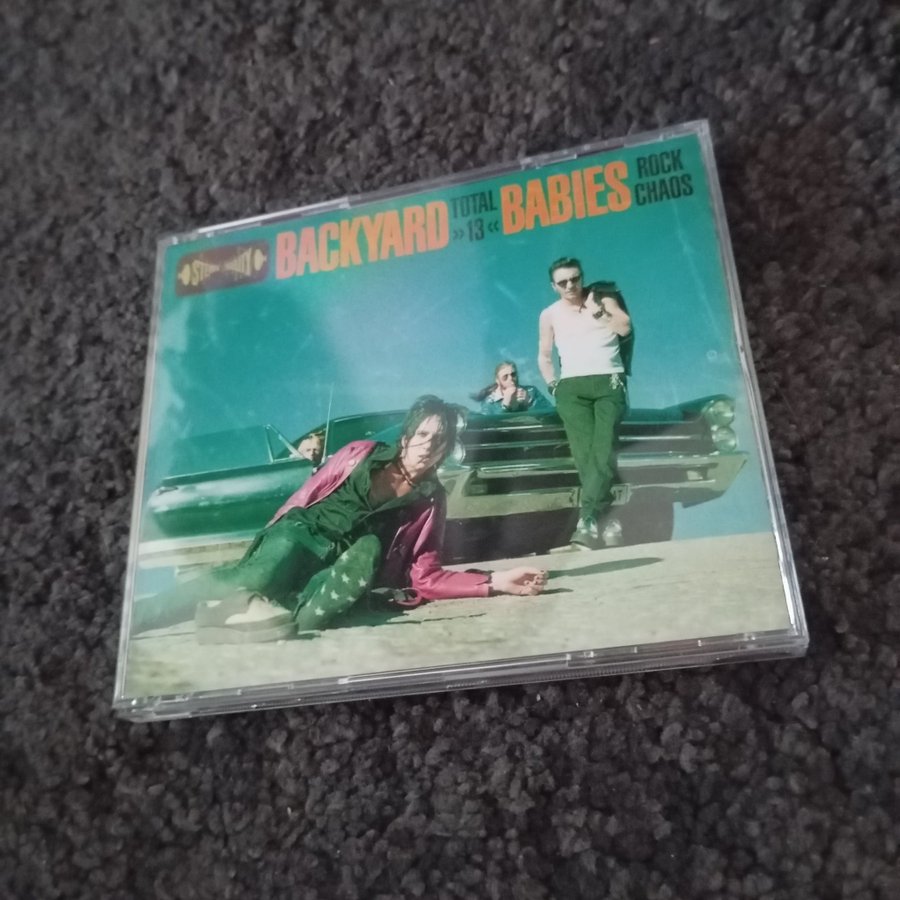 BACKYARD
TOTAL
»13«
BABIES
ROCK
CHAOS